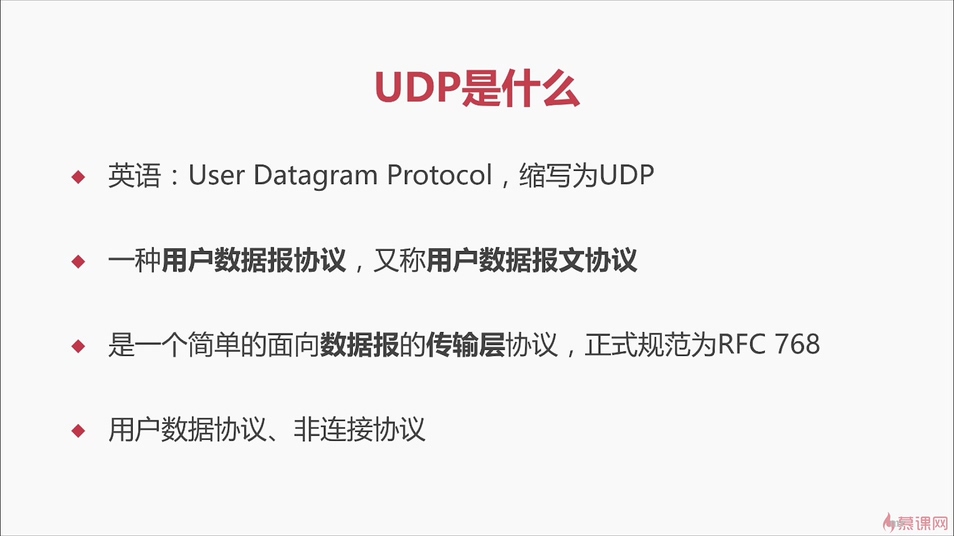 UDP是什么
英语：User Datagram Protocol，缩写为UDP
一种用户数据报协议，又称用户数据报文协议
是一个简单的面向数据报的传输层协议，正式规范为RFC 768
用户数据协议、非连接协议
慕课网